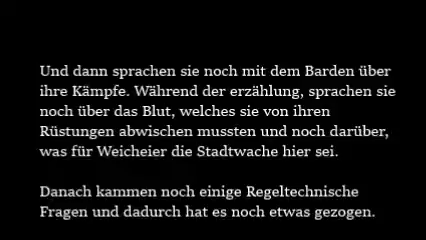 Und dann sprachen sie noch mit dem Barden über
ihre Kämpfe. Während der erzählung, sprachen sie
noch über das Blut, welches sie von ihren
Rüstungen abwischen mussten und noch darüber,
was für Weicheier die Stadtwache hier sei.
Danach kammen noch einige Regeltechnische
Fragen und dadurch hat es noch etwas gezogen.